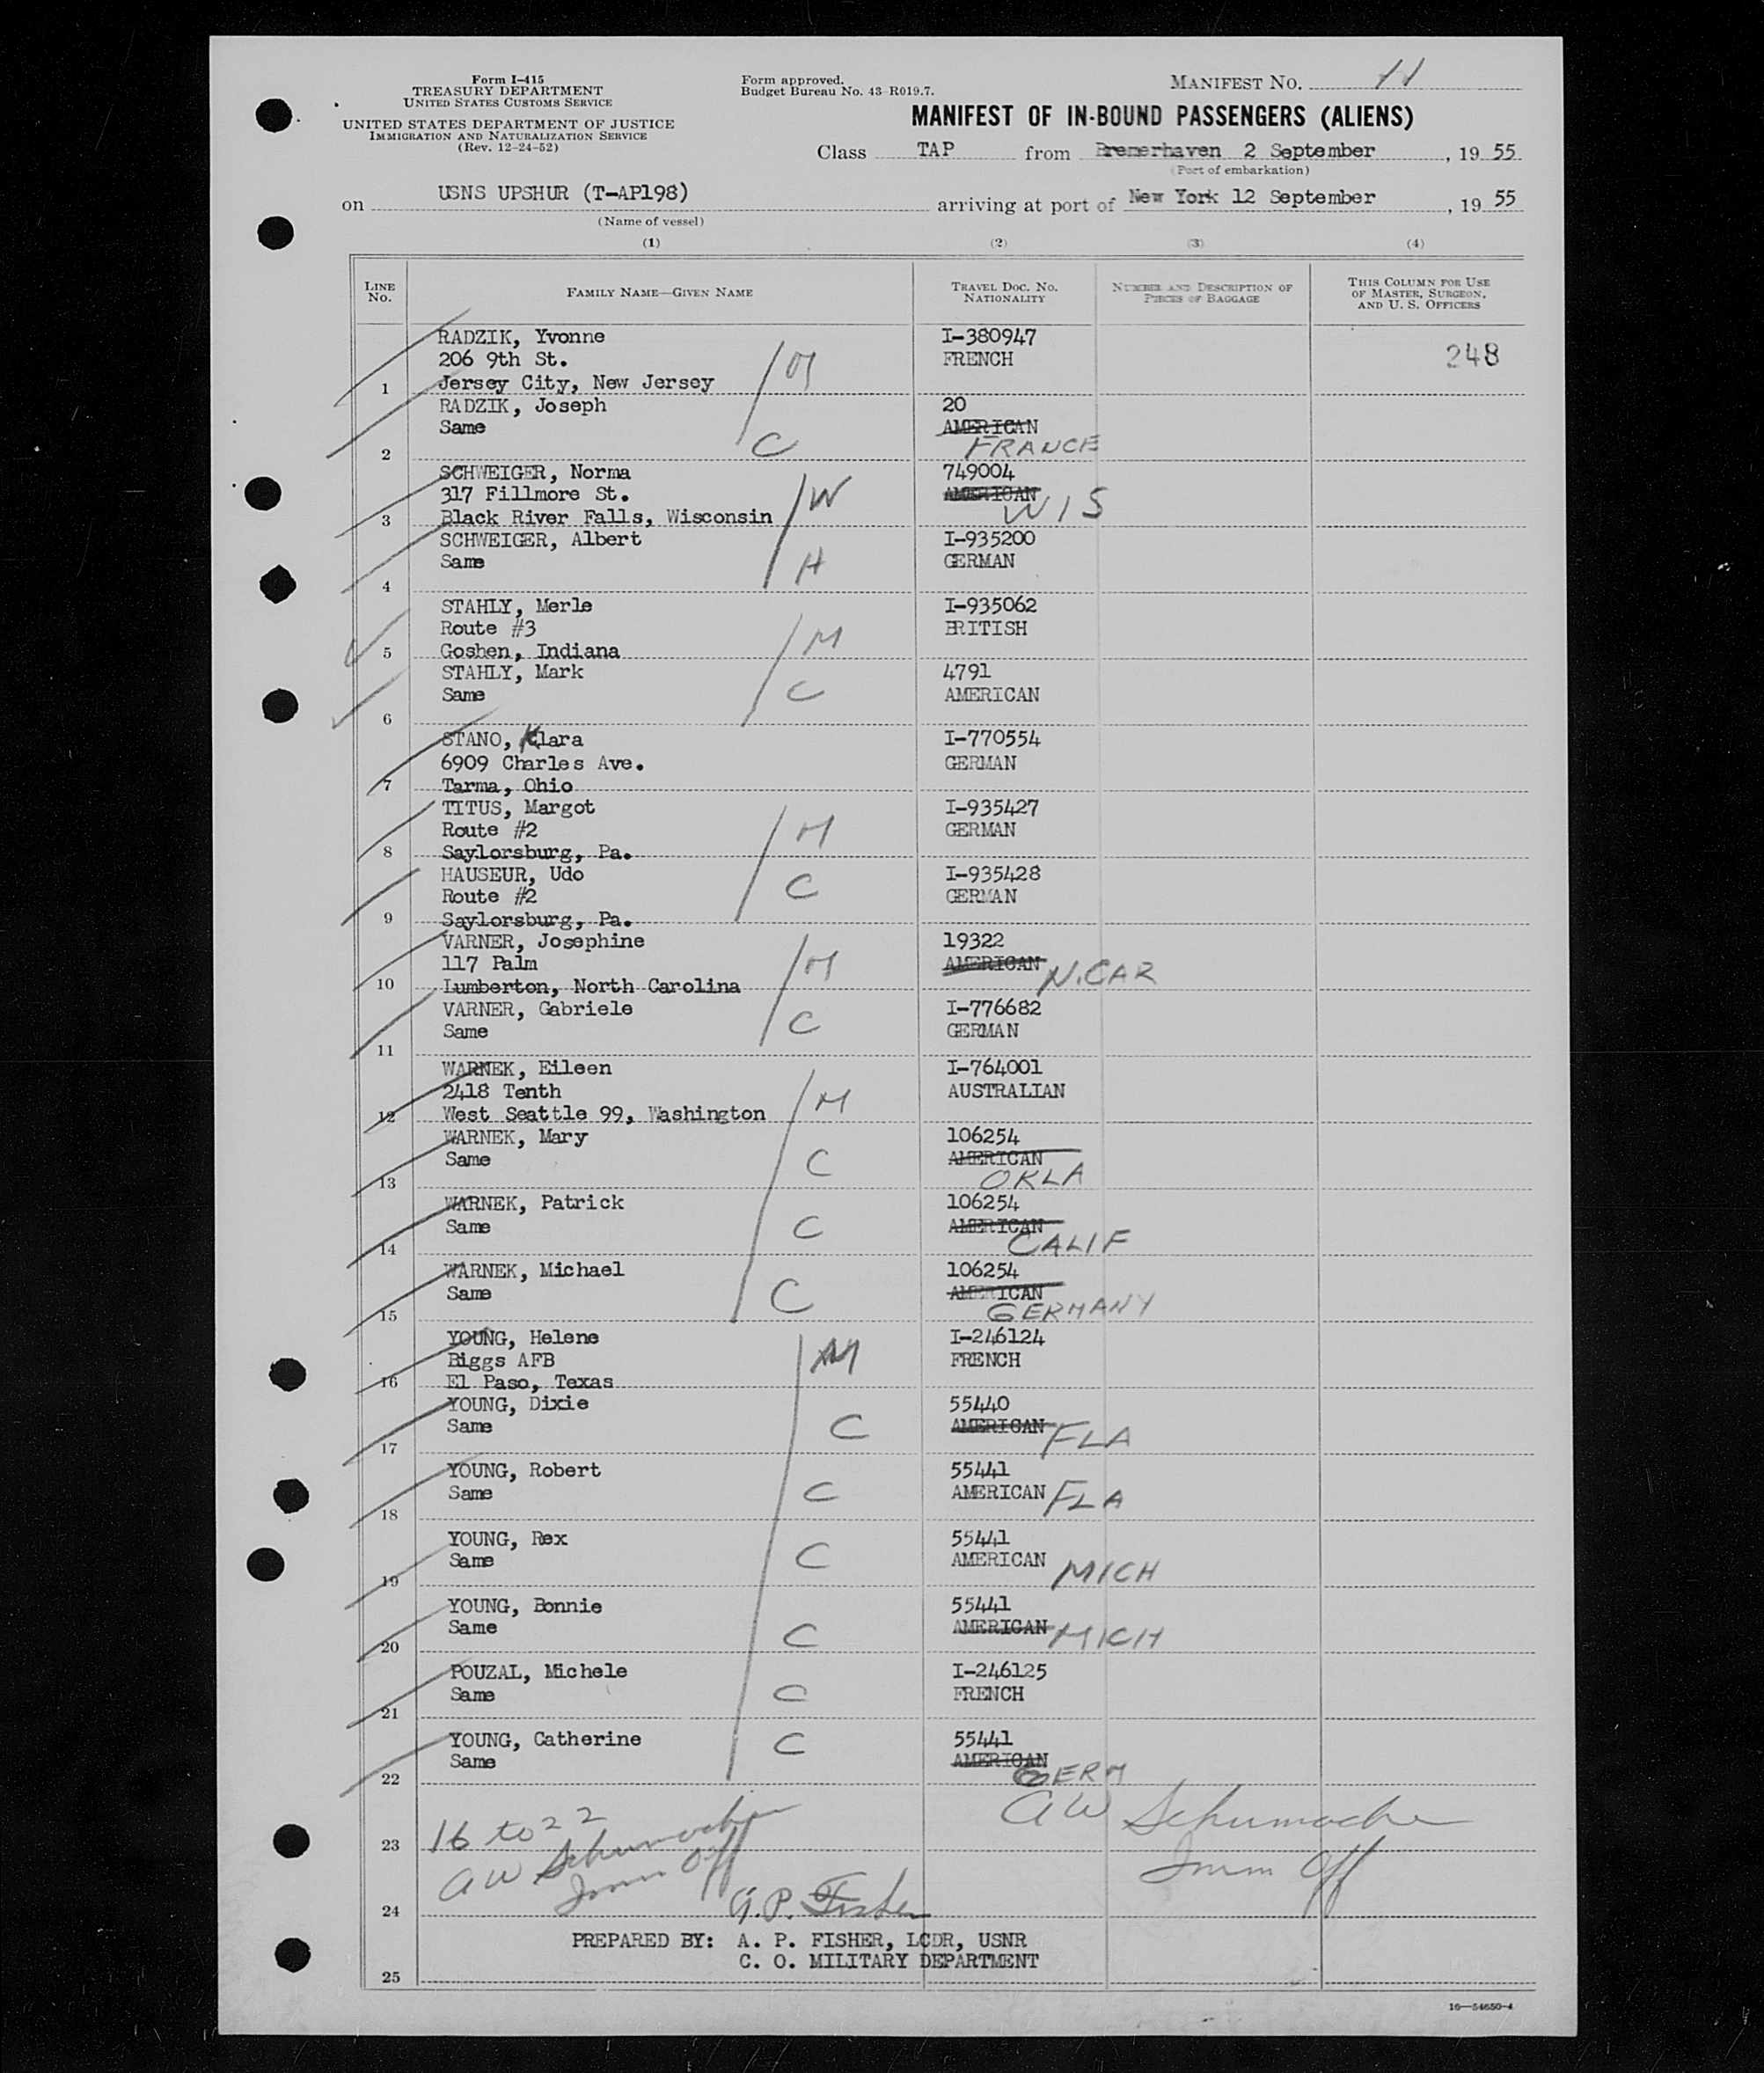 Form I-415
TREASURY DEPARTMENT
UNITED STATES CUSTOMS SERVICE
UNITED STATES DEPARTMENT OF JUSTICE
IMMIGRATION AND NATURALIZATION SERVICE
(Rev. 12-24-52)
Form approved.
Budget Bureau No. 43-R019.7.
MANIFEST NO. 11
MANIFEST OF IN-BOUND PASSENGERS (ALIENS)
Class TAP from Bremerhaven 2 September, 19 55
(Port of embarkation)
on USNS UPSHUR (T-AP198) arriving at port of New York 12 September, 19 55
(Name of vessel)
(1) (2) (3) (4)
LINE No. FAMILY NAME—GIVEN NAME TRAVEL DOC. NO. NATIONALITY NUMBER AND DESCRIPTION OF PIECES OF BAGGAGE THIS COLUMN FOR USE OF MASTER, SURGEON, AND U. S. OFFICERS
RADZIK, Yvonne I-380947
206 9th St. M FRENCH 248
1 Jersey City, New Jersey
RADZIK, Joseph 20
Same AMERICAN
2 C FRANCE
SCHWEIGER, Norma 749004
317 Fillmore St. W AMERICAN WIS
3 Black River Falls, Wisconsin
SCHWEIGER, Albert I-935200
Same H GERMAN
4
STAHLY, Merle I-935062
Route #3 M BRITISH
5 Goshen, Indiana
STAHLY, Mark 4791
Same C AMERICAN
6
STANO, Klara I-770554
6909 Charles Ave. GERMAN
7 Tarma, Ohio
TITUS, Margot I-935427
Route #2 M GERMAN
8 Saylorsburg, Pa.
HAUSEUR, Udo I-935428
Route #2 C GERMAN
9 Saylorsburg, Pa.
VARNER, Josephine 19322
117 Palm M AMERICAN N.CAR
10 Lumberton, North Carolina
VARNER, Gabriele I-776682
Same C GERMAN
11
WARNEK, Eileen I-764001
2418 Tenth M AUSTRALIAN
12 West Seattle 99, Washington
WARNEK, Mary 106254
Same C AMERICAN
13 OKLA
WARNEK, Patrick 106254
Same C AMERICAN
14 CALIF
WARNEK, Michael 106254
Same C AMERICAN
15 GERMANY
YOUNG, Helene I-246124
Biggs AFB M FRENCH
16 El Paso, Texas
YOUNG, Dixie 55440
Same C AMERICAN FLA
17
YOUNG, Robert 55441
Same C AMERICAN FLA
18
YOUNG, Rex 55441
Same C AMERICAN MICH
19
YOUNG, Bonnie 55441
Same C AMERICAN MICH
20
POUZAL, Michele I-246125
Same C FRENCH
21
YOUNG, Catherine 55441
Same C AMERICAN
22 GERM
16 to 22 AW Schumacher
23 AW Schumacher Imm Off
Imm Off
24 A.P. Fisher
PREPARED BY: A. P. FISHER, LCDR, USNR
C. O. MILITARY DEPARTMENT
25
16—54650-4